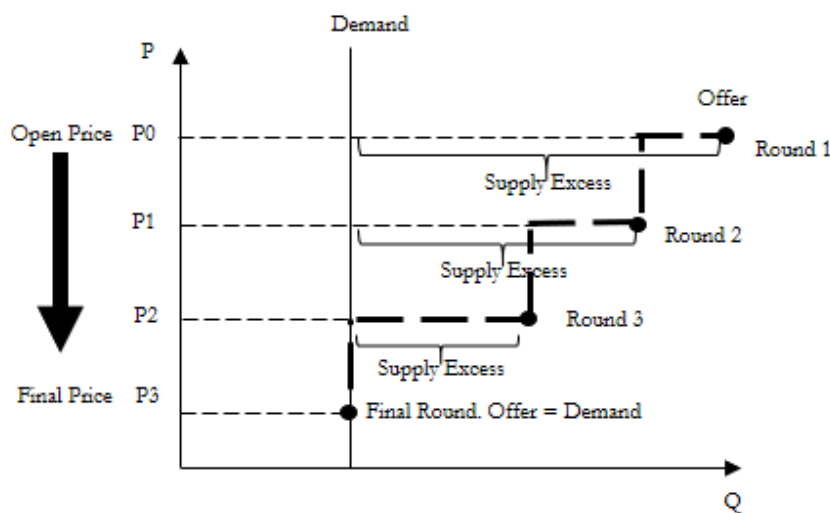 Demand
P
Offer
Open Price P0
Round 1
Supply Excess
P1
Round 2
Supply Excess
P2
Round 3
Supply Excess
Final Price P3
Final Round. Offer = Demand
Q